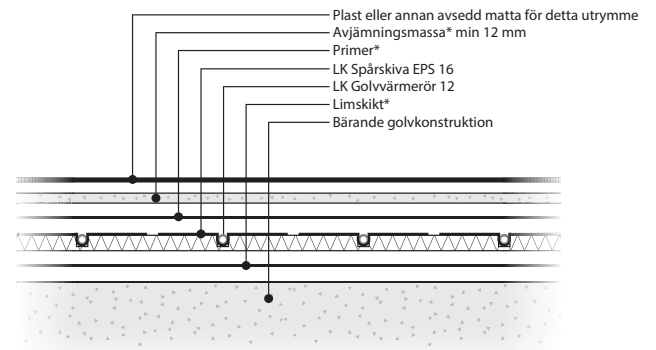 Plast eller annan avsedd matta för detta utrymme
Avjämningsmassa* min 12 mm
Primer*
LK Spårskiva EPS 16
LK Golvvärmerör 12
Limskikt*
Bärande golvkonstruktion